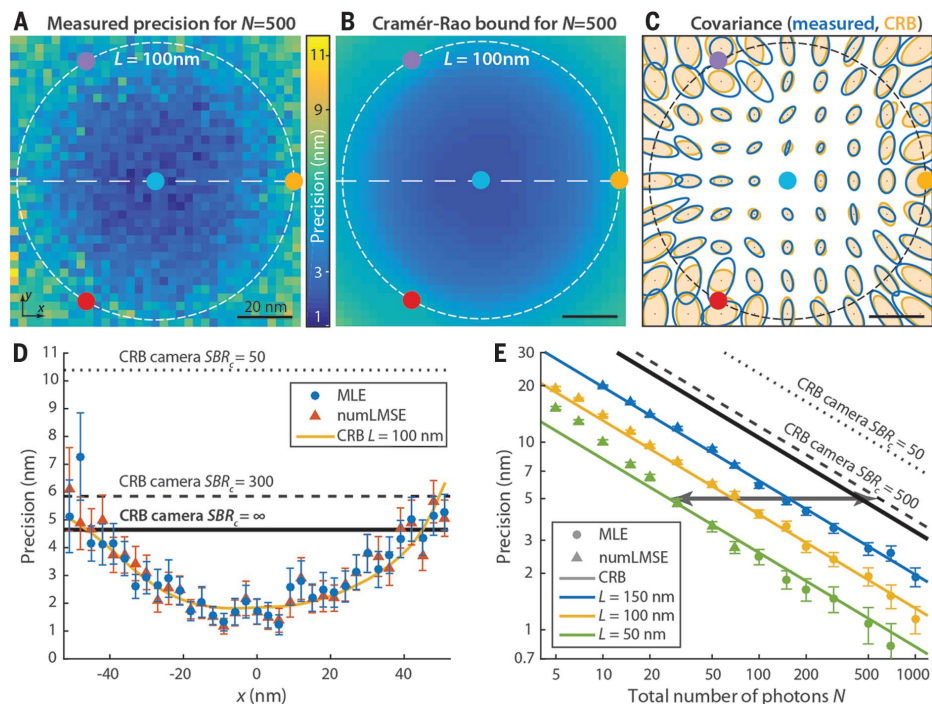 A Measured precision for N=500
L = 100nm
y
x
20 nm
11
9
3
1
Precision (nm)
B Cramér-Rao bound for N=500
L = 100nm
C Covariance (measured, CRB)
D
CRB camera SBRc= 50
MLE
numLMSE
CRB L = 100 nm
CRB camera SBRc= 300
CRB camera SBRc= ∞
11
10
9
8
7
6
5
4
3
2
1
0
Precision (nm)
-40 -20 0 20 40
x (nm)
E
30
20
10
5
4
3
2
1
0.7
Precision (nm)
CRB camera SBRc= 50
CRB camera SBRc= 500
MLE
numLMSE
CRB
L = 150 nm
L = 100 nm
L = 50 nm
5 10 20 50 100 200 500 1000
Total number of photons N